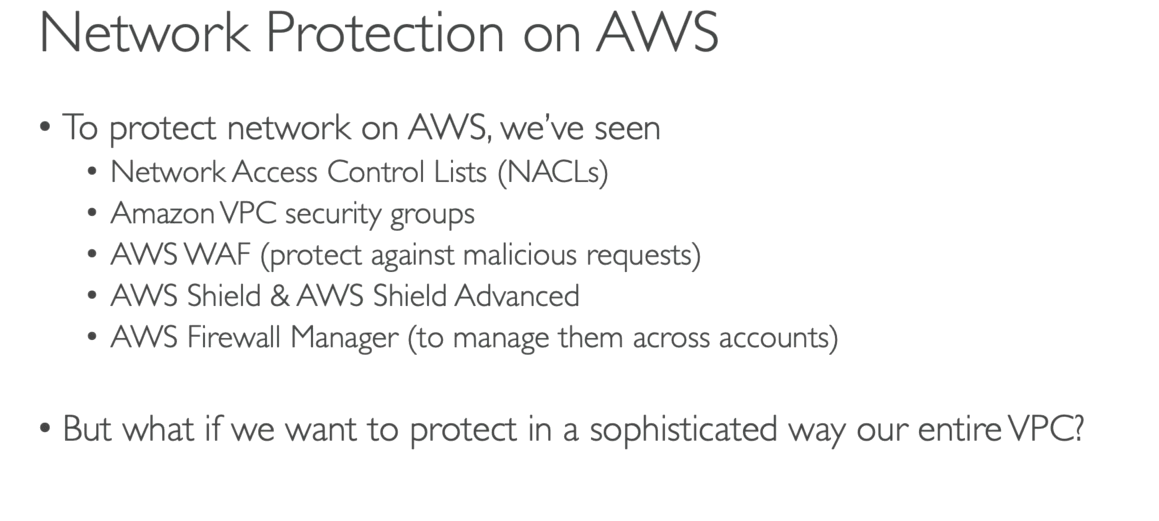 Network Protection on AWS
• To protect network on AWS, we've seen
• Network Access Control Lists (NACLs)
• Amazon VPC security groups
• AWS WAF (protect against malicious requests)
• AWS Shield & AWS Shield Advanced
• AWS Firewall Manager (to manage them across accounts)
• But what if we want to protect in a sophisticated way our entire VPC?